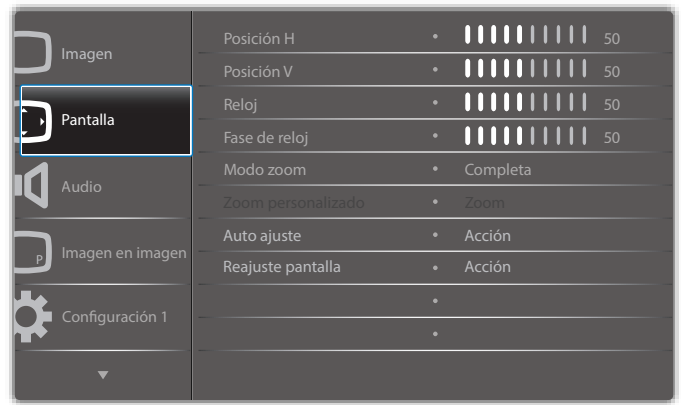 Imagen
Pantalla
Audio
P
Imagen en imagen
Configuración 1
Posición H • 50
Posición V • 50
Reloj • 50
Fase de reloj • 50
Modo zoom • Completa
Zoom personalizado • Zoom
Auto ajuste • Acción
Reajuste pantalla • Acción
•
•